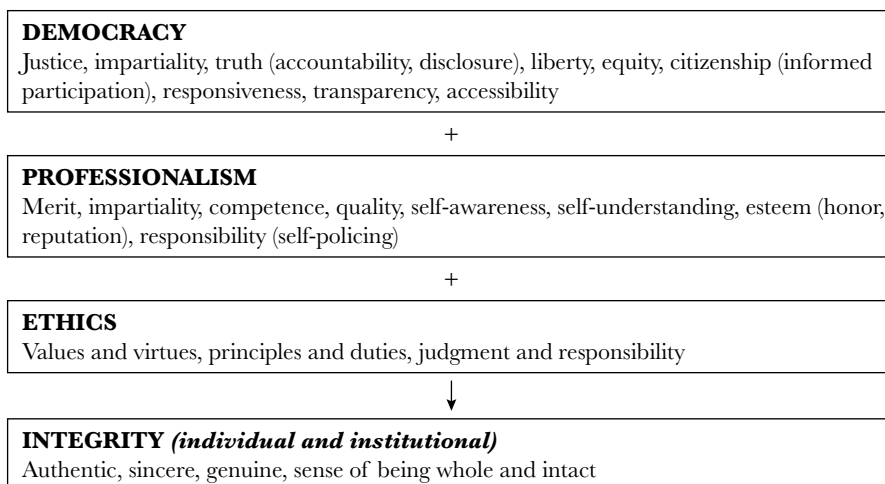 DEMOCRACY
Justice, impartiality, truth (accountability, disclosure), liberty, equity, citizenship (informed
participation), responsiveness, transparency, accessibility
+
PROFESSIONALISM
Merit, impartiality, competence, quality, self-awareness, self-understanding, esteem (honor,
reputation), responsibility (self-policing)
+
ETHICS
Values and virtues, principles and duties, judgment and responsibility
INTEGRITY (individual and institutional)
Authentic, sincere, genuine, sense of being whole and intact